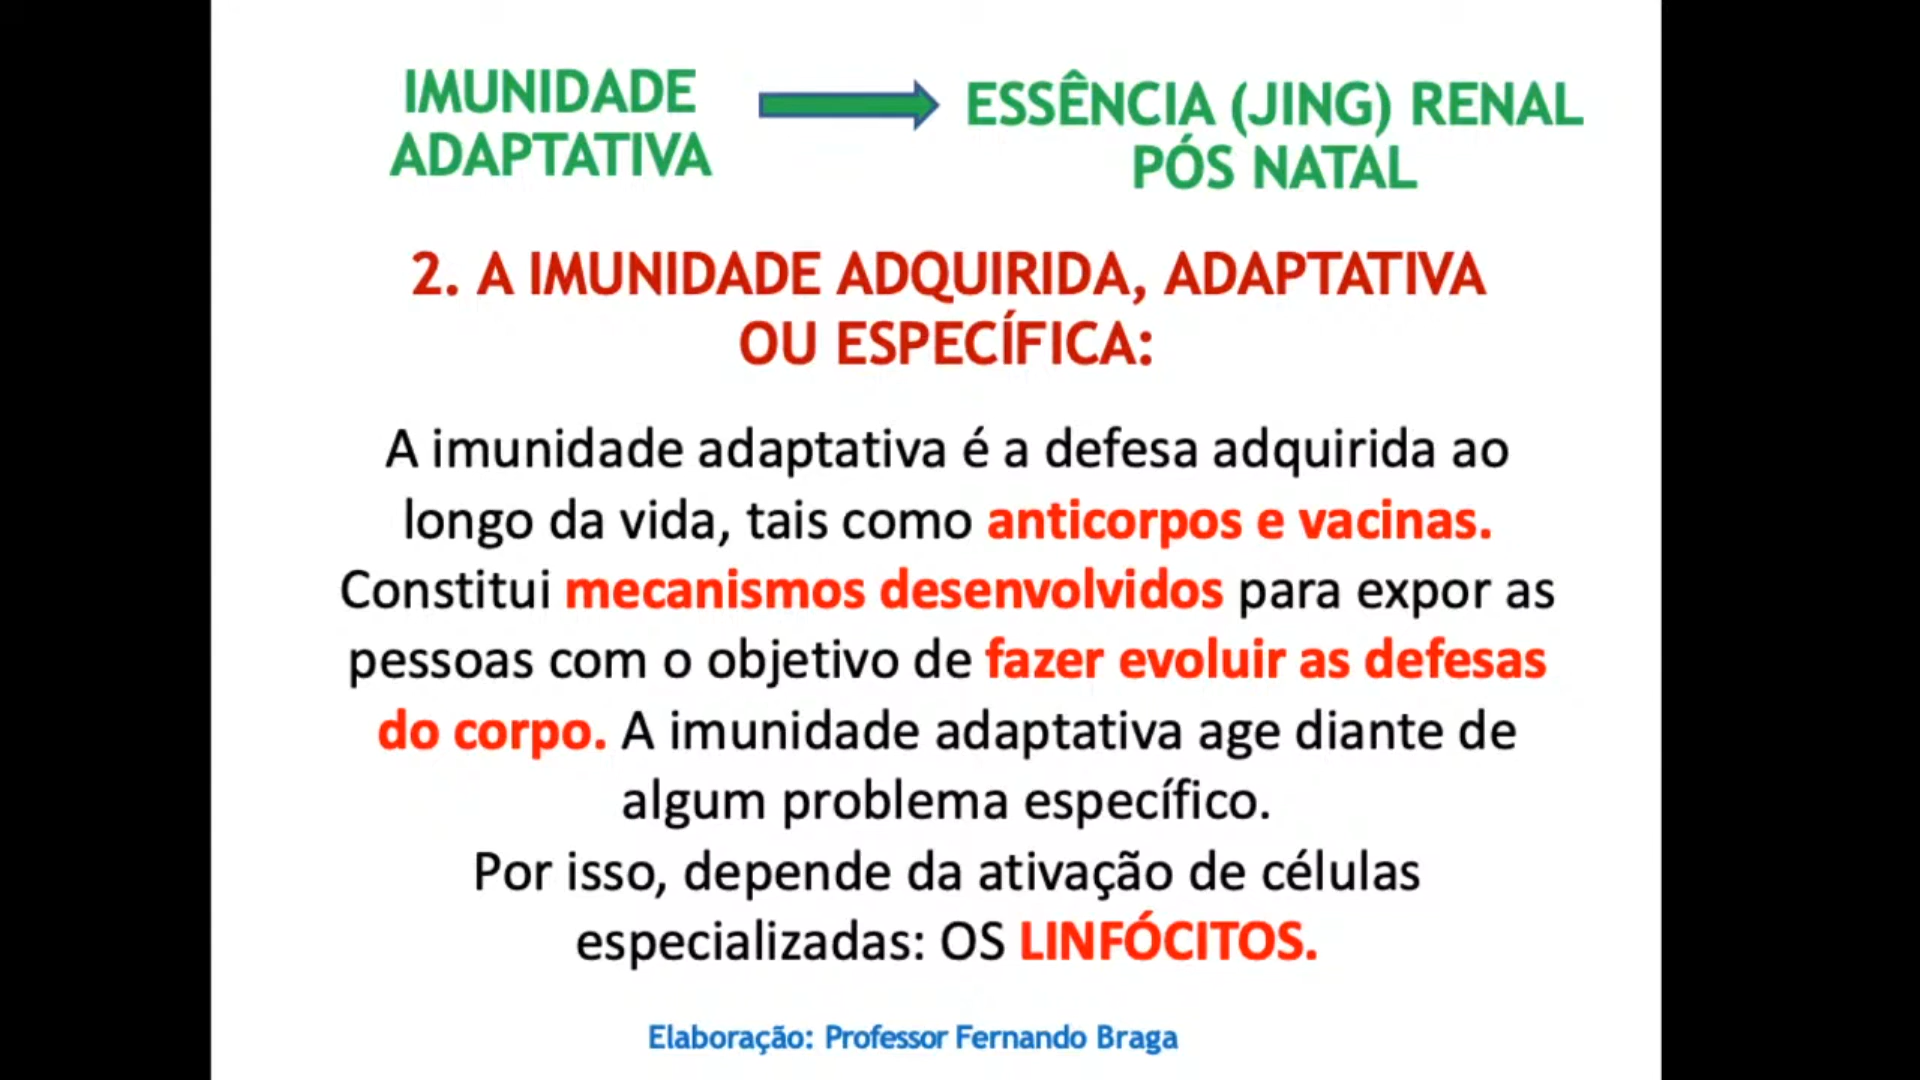 IMUNIDADE
ADAPTATIVA
ESSÊNCIA (JING) RENAL
PÓS NATAL
2. A IMUNIDADE ADQUIRIDA, ADAPTATIVA
OU ESPECÍFICA:
A imunidade adaptativa é a defesa adquirida ao
longo da vida, tais como anticorpos e vacinas.
Constitui mecanismos desenvolvidos para expor as
pessoas com o objetivo de fazer evoluir as defesas
do corpo. A imunidade adaptativa age diante de
algum problema específico.
Por isso, depende da ativação de células
especializadas: OS LINFÓCITOS.
Elaboração: Professor Fernando Braga